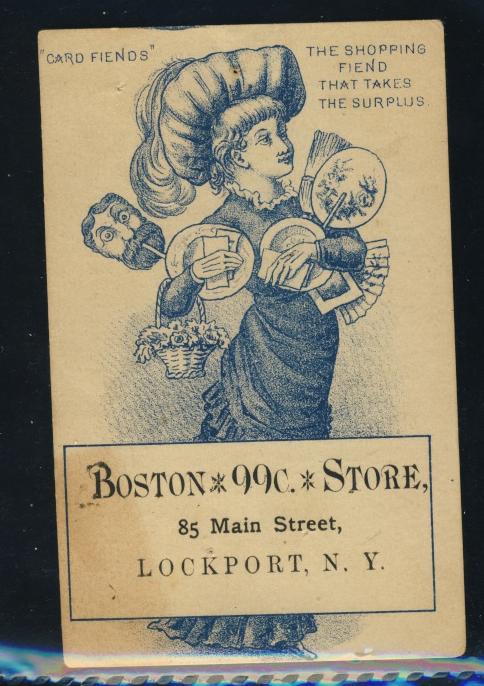 "CARD FIENDS"
THE SHOPPING
FIEND
THAT TAKES
THE SURPLUS.
BOSTON * 99C. * STORE,
85 Main Street,
LOCKPORT, N. Y.